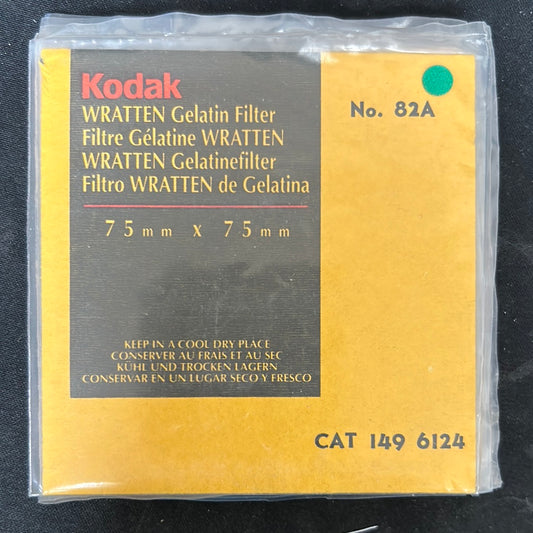 Kodak
WRATTEN Gelatin Filter
Filtre Gélatine WRATTEN
WRATTEN Gelatinefilter
Filtro WRATTEN de Gelatina
75mm x 75mm
KEEP IN A COOL DRY PLACE
CONSERVER AU FRAIS ET AU SEC
KÜHL UND TROCKEN LAGERN
CONSERVAR EN UN LUGAR SECO Y FRESCO
No. 82A
CAT 149 6124